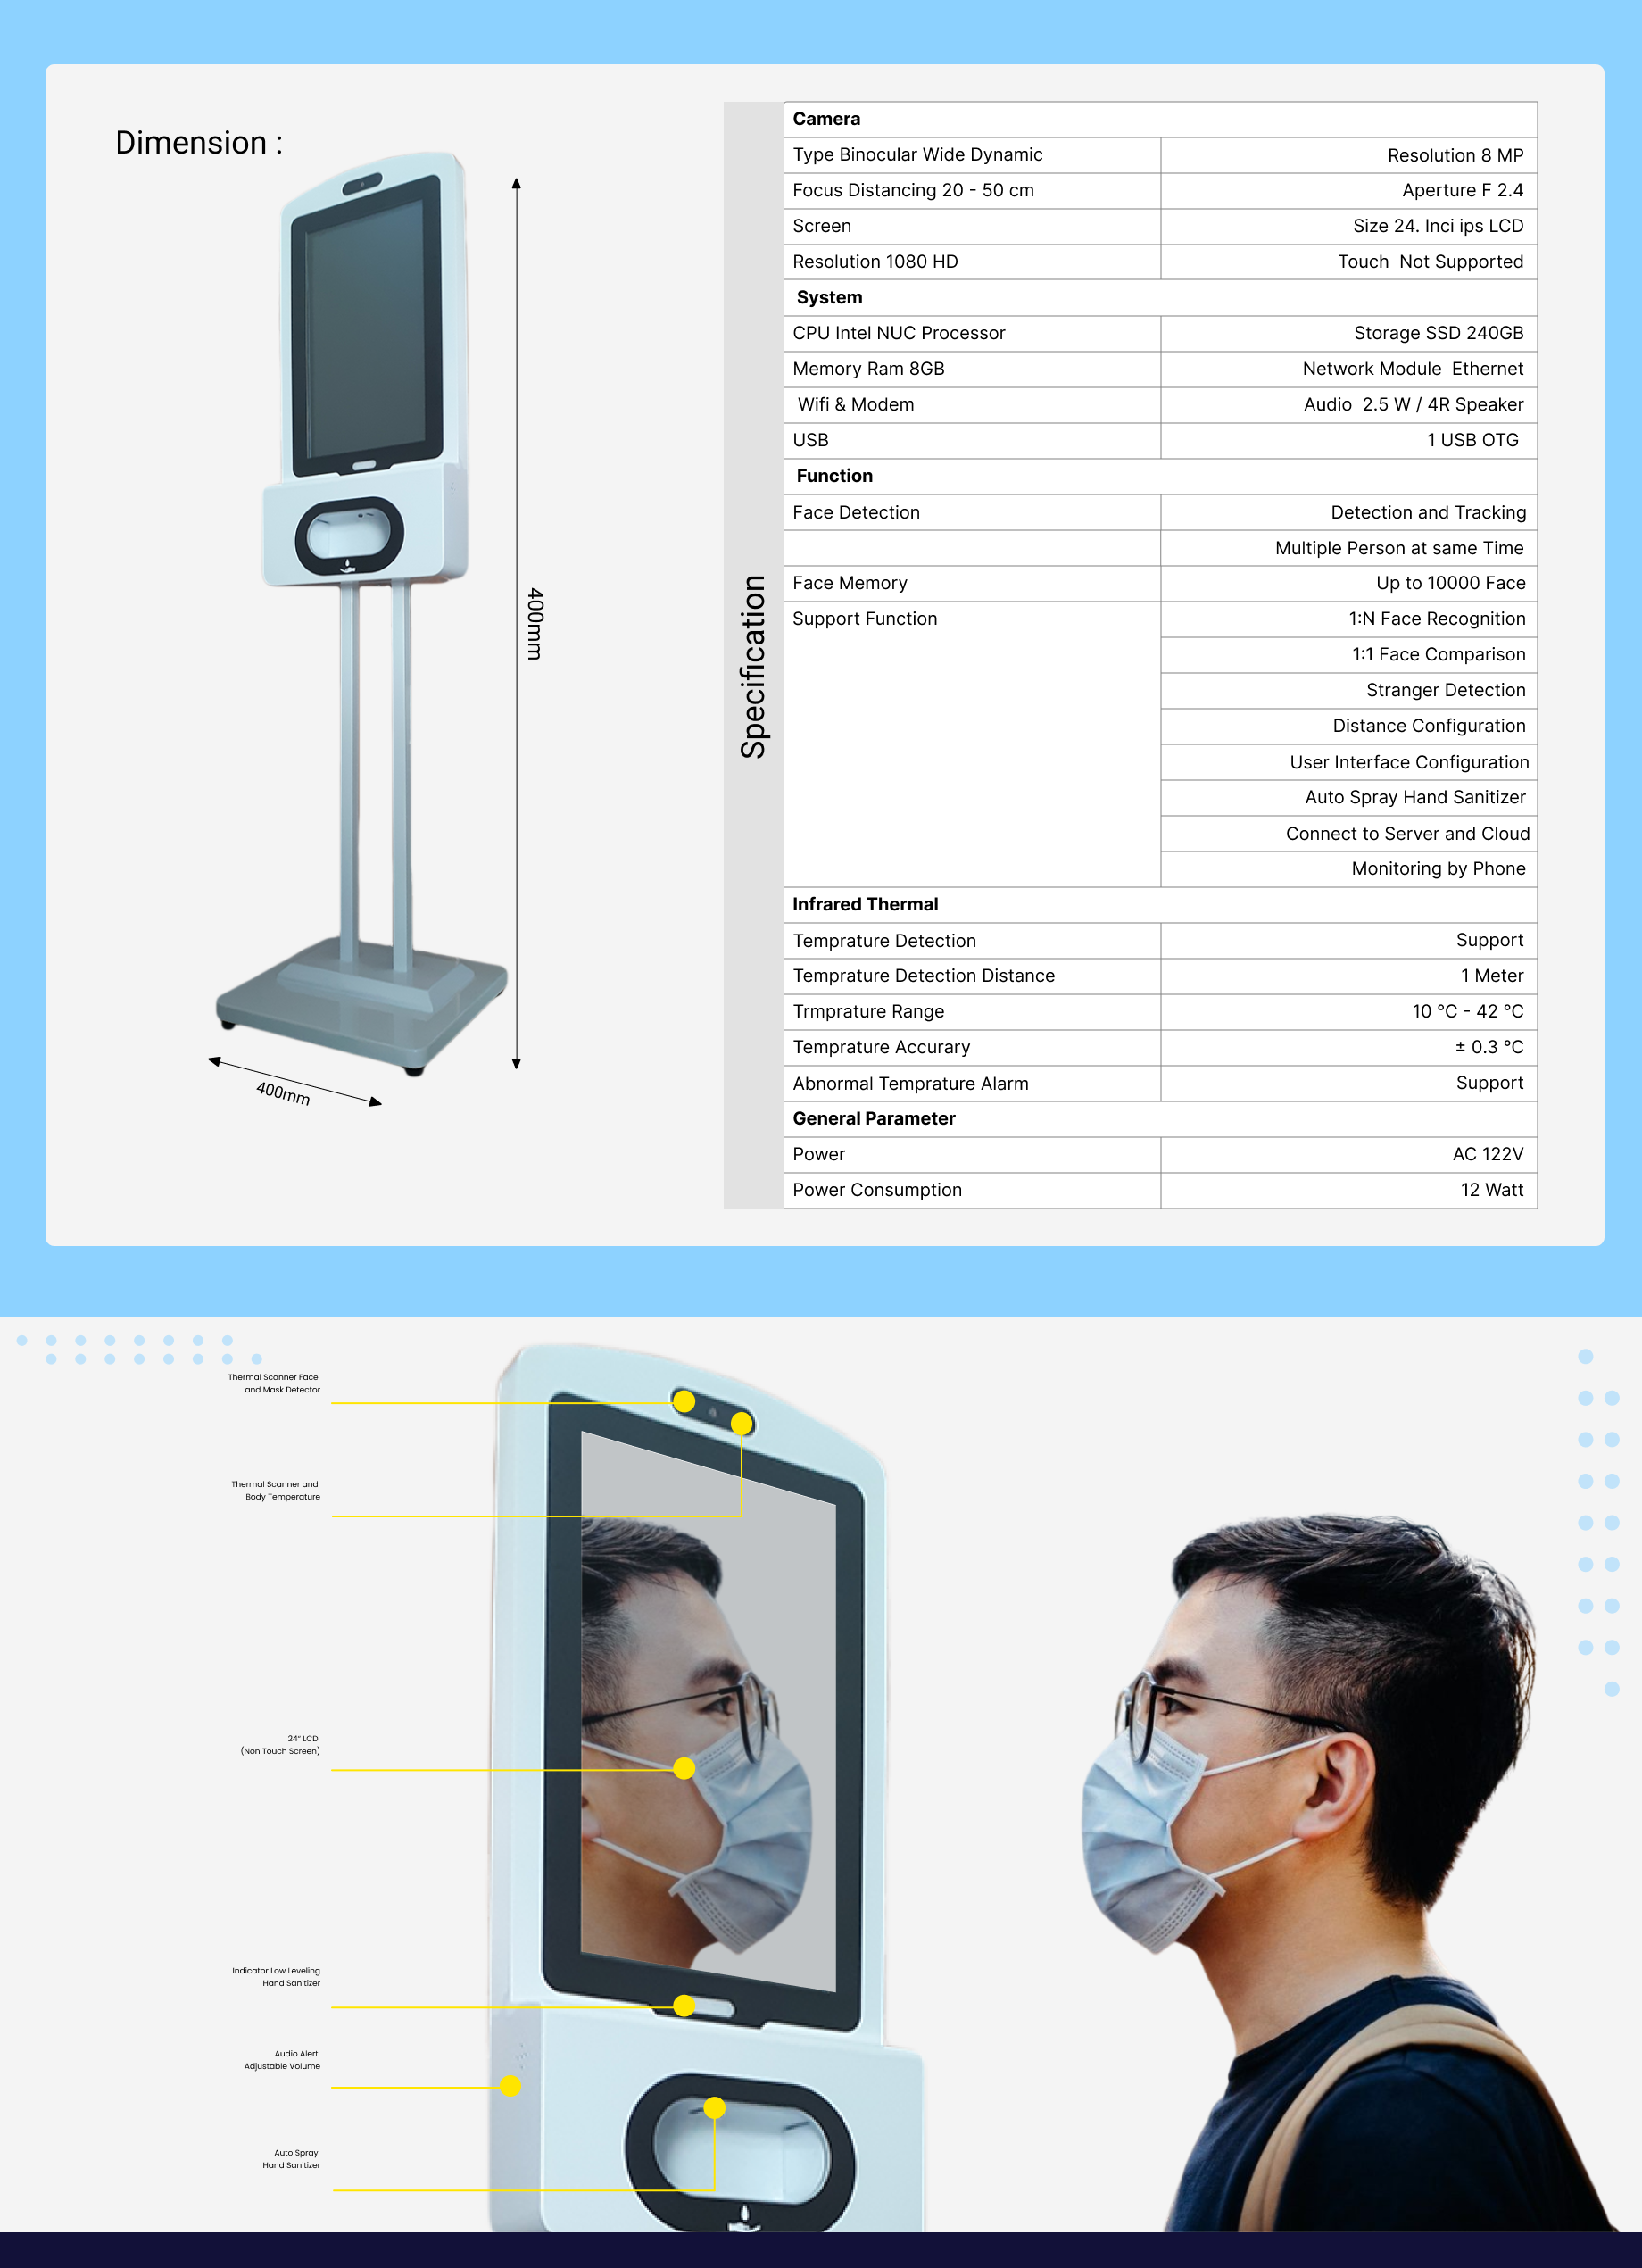 Dimension :
400mm
400mm
Specification
Camera
Type Binocular Wide Dynamic Resolution 8 MP
Focus Distancing 20 - 50 cm Aperture F 2.4
Screen Size 24. Inci ips LCD
Resolution 1080 HD Touch Not Supported
System
CPU Intel NUC Processor Storage SSD 240GB
Memory Ram 8GB Network Module Ethernet
Wifi & Modem Audio 2.5 W / 4R Speaker
USB 1 USB OTG
Function
Face Detection Detection and Tracking
Multiple Person at same Time
Face Memory Up to 10000 Face
Support Function 1:N Face Recognition
1:1 Face Comparison
Stranger Detection
Distance Configuration
User Interface Configuration
Auto Spray Hand Sanitizer
Connect to Server and Cloud
Monitoring by Phone
Infrared Thermal
Temprature Detection Support
Temprature Detection Distance 1 Meter
Trmprature Range 10 °C - 42 °C
Temprature Accurary ± 0.3 °C
Abnormal Temprature Alarm Support
General Parameter
Power AC 122V
Power Consumption 12 Watt
Thermal Scanner Face
and Mask Detector
Thermal Scanner and
Body Temperature
24" LCD
(Non Touch Screen)
Indicator Low Leveling
Hand Sanitizer
Audio Alert
Adjustable Volume
Auto Spray
Hand Sanitizer